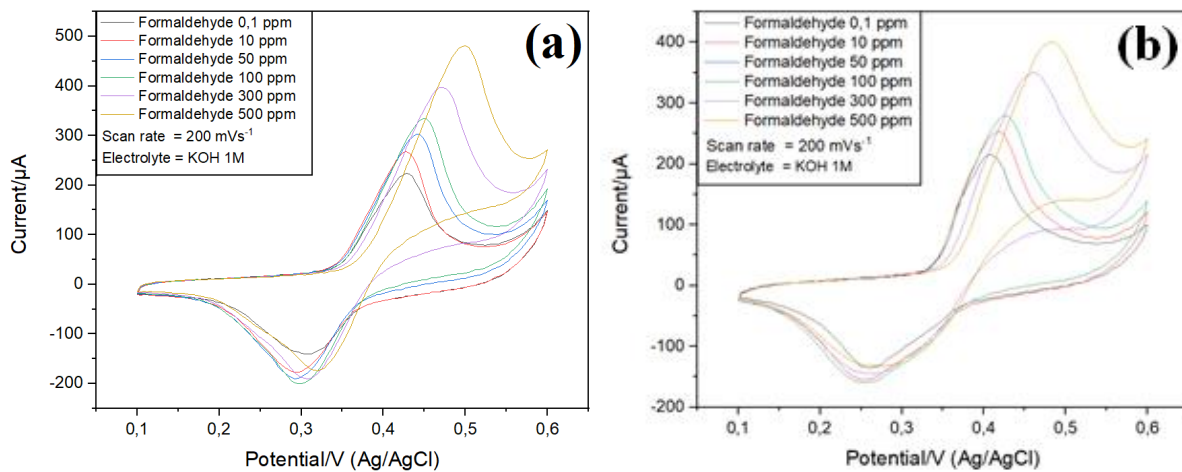 (a)
Formaldehyde 0,1 ppm
Formaldehyde 10 ppm
Formaldehyde 50 ppm
Formaldehyde 100 ppm
Formaldehyde 300 ppm
Formaldehyde 500 ppm
Scan rate = 200 mVs⁻¹
Electrolyte = KOH 1M
500
400
300
200
100
0
-100
-200
Current/µA
0,1 0,2 0,3 0,4 0,5 0,6
Potential/V (Ag/AgCl)
(b)
Formaldehyde 0,1 ppm
Formaldehyde 10 ppm
Formaldehyde 50 ppm
Formaldehyde 100 ppm
Formaldehyde 300 ppm
Formaldehyde 500 ppm
Scan rate = 200 mVs⁻¹
Electrolyte = KOH 1M
400
300
200
100
0
-100
-200
Current/µA
0,1 0,2 0,3 0,4 0,5 0,6
Potential/V (Ag/AgCl)